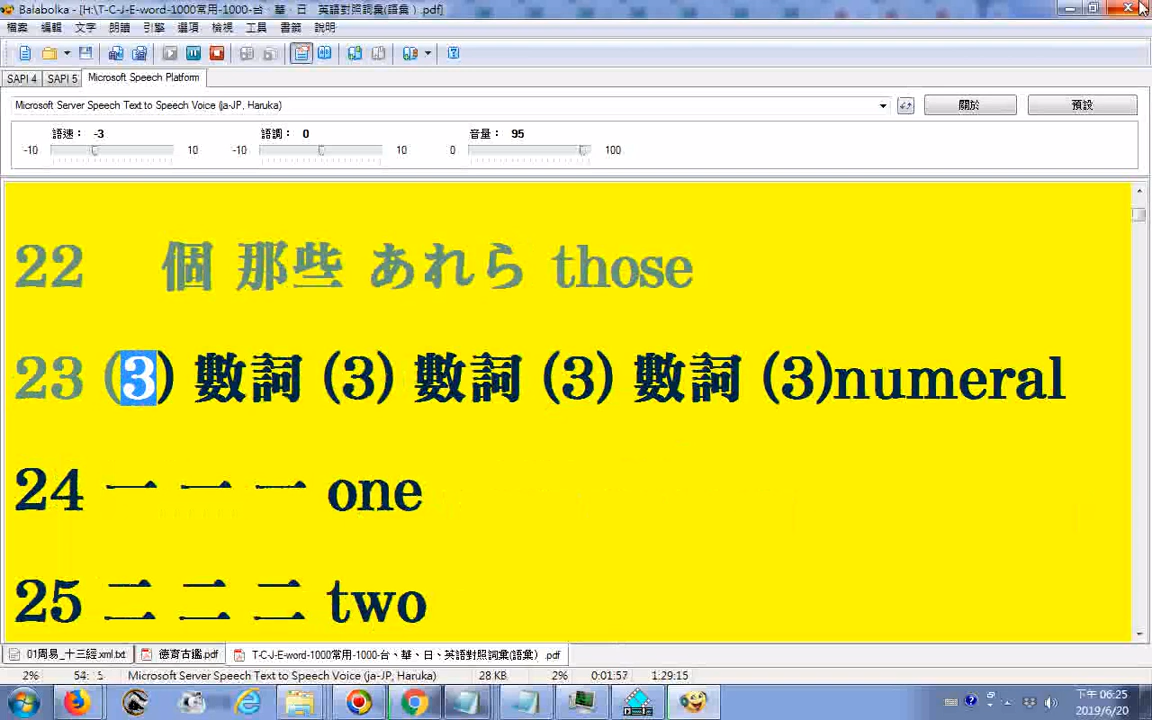 Balabolka - [H:\T-C-J-E-word-1000常用-1000-台、華、日、英語對照詞彙(語彙).pdf]
檔案 編輯 文字 朗讀 引擎 選項 檢視 工具 書籤 說明
SAPI 4 SAPI 5 Microsoft Speech Platform
Microsoft Server Speech Text to Speech Voice (ja-JP, Haruka) 關於 預設
語速: -3 語調: 0 音量: 95
-10 10 -10 10 0 100
22 個 那些 あれら those
23 (3) 數詞 (3) 數詞 (3) 數詞 (3)numeral
24 一 一 一 one
25 二 二 二 two
01周易_十三經.xml.txt 德育古鑑.pdf T-C-J-E-word-1000常用-1000-台、華、日、英語對照詞彙(語彙).pdf
2% Microsoft Server Speech Text to Speech Voice (ja-JP, Haruka) 28 KB 2% 0:01:57 1:29:15
下午 06:25
2019/6/20